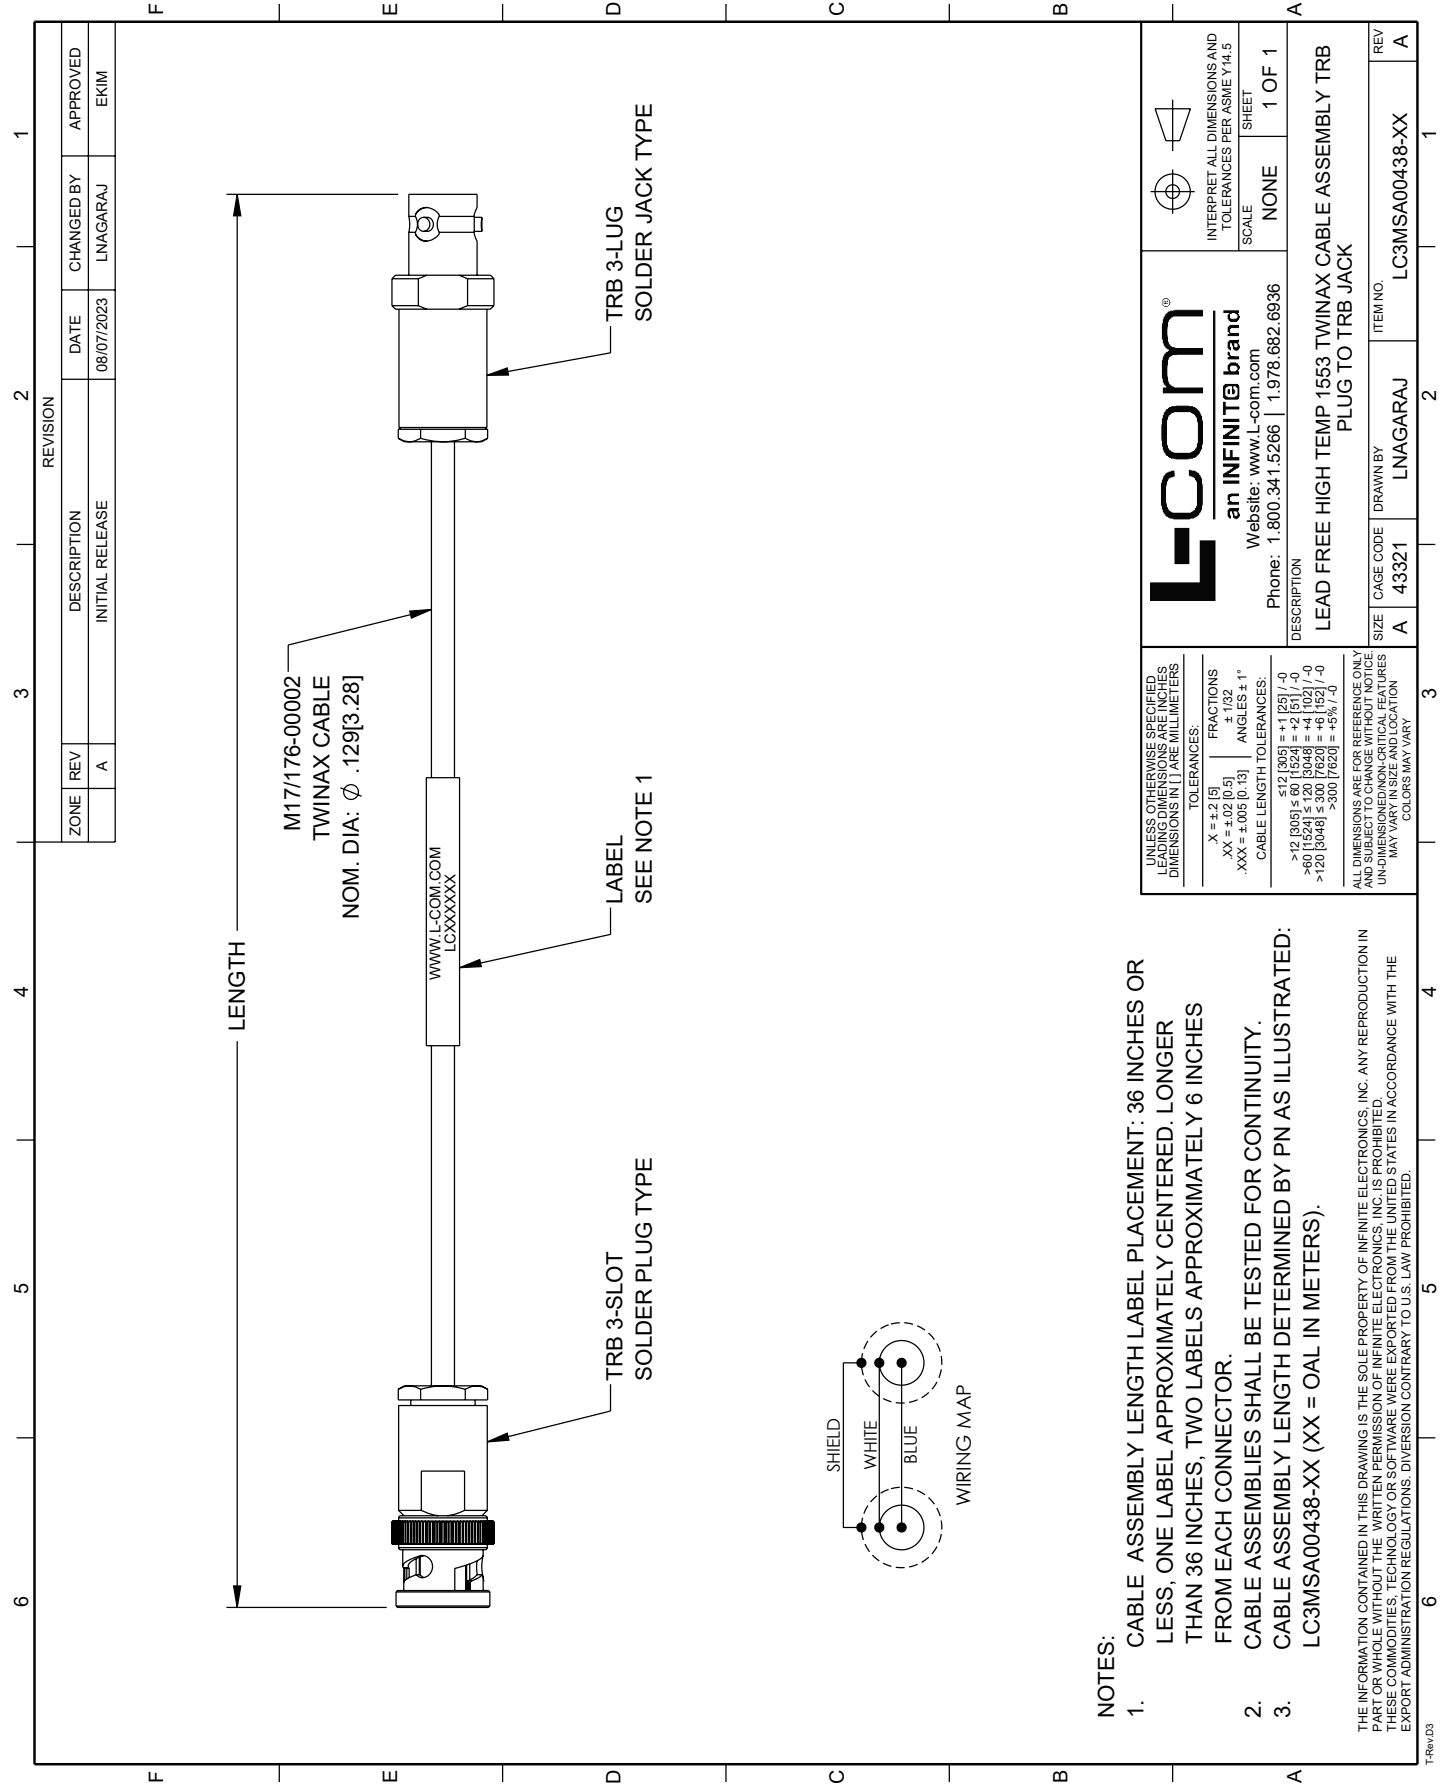 6
5
4
3
2
1
F
E
D
C
B
A
REVISION
ZONE
REV
DESCRIPTION
DATE
CHANGED BY
APPROVED
A
INITIAL RELEASE
08/07/2023
LNAGARAJ
EKIM
LENGTH
M17/176-00002
TWINAX CABLE
NOM. DIA: Ø .129[3.28]
WWW.L-COM.COM
LCXXXXXX
TRB 3-SLOT
SOLDER PLUG TYPE
LABEL
SEE NOTE 1
TRB 3-LUG
SOLDER JACK TYPE
SHIELD
WHITE
BLUE
WIRING MAP
NOTES:
1. CABLE ASSEMBLY LENGTH LABEL PLACEMENT: 36 INCHES OR
LESS, ONE LABEL APPROXIMATELY CENTERED. LONGER
THAN 36 INCHES, TWO LABELS APPROXIMATELY 6 INCHES
FROM EACH CONNECTOR.
2. CABLE ASSEMBLIES SHALL BE TESTED FOR CONTINUITY.
3. CABLE ASSEMBLY LENGTH DETERMINED BY PN AS ILLUSTRATED:
LC3MSA00438-XX (XX = OAL IN METERS).
THE INFORMATION CONTAINED IN THIS DRAWING IS THE SOLE PROPERTY OF INFINITE ELECTRONICS, INC. ANY REPRODUCTION IN
PART OR WHOLE WITHOUT THE WRITTEN PERMISSION OF INFINITE ELECTRONICS, INC. IS PROHIBITED.
THESE COMMODITIES, TECHNOLOGY OR SOFTWARE WERE EXPORTED FROM THE UNITED STATES IN ACCORDANCE WITH THE
EXPORT ADMINISTRATION REGULATIONS. DIVERSION CONTRARY TO U.S. LAW PROHIBITED.
UNLESS OTHERWISE SPECIFIED
LEADING DIMENSIONS ARE INCHES
DIMENSIONS IN [ ] ARE MILLIMETERS
TOLERANCES:
.X = ±.2 [5]
.XX = ±.02 [0.5]
.XXX = ±.005 [0.13]
FRACTIONS
± 1/32
ANGLES ± 1°
CABLE LENGTH TOLERANCES:
≤12 [305] = +1 [25] / -0
>12 [305] ≤ 60 [1524] = +2 [51] / -0
>60 [1524] ≤ 120 [3048] = +4 [102] / -0
>120 [3048] ≤ 300 [7620] = +6 [152] / -0
>300 [7620] = +5% / -0
ALL DIMENSIONS ARE FOR REFERENCE ONLY
AND SUBJECT TO CHANGE WITHOUT NOTICE.
UN-DIMENSIONED/NON-CRITICAL FEATURES
MAY VARY IN SIZE AND LOCATION
COLORS MAY VARY
L-com®
an INFINITE brand
Website: www.L-com.com
Phone: 1.800.341.5266 | 1.978.682.6936
INTERPRET ALL DIMENSIONS AND
TOLERANCES PER ASME Y14.5
SCALE
NONE
SHEET
1 OF 1
DESCRIPTION
LEAD FREE HIGH TEMP 1553 TWINAX CABLE ASSEMBLY TRB
PLUG TO TRB JACK
SIZE
A
CAGE CODE
43321
DRAWN BY
LNAGARAJ
ITEM NO.
LC3MSA00438-XX
REV
A
F
E
D
C
B
A
6
5
4
3
2
1
T-Rev.D3